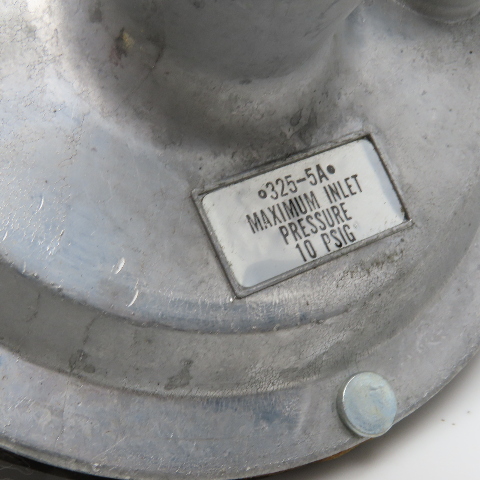 •325-5A•
MAXIMUM INLET
PRESSURE
10 PSIG